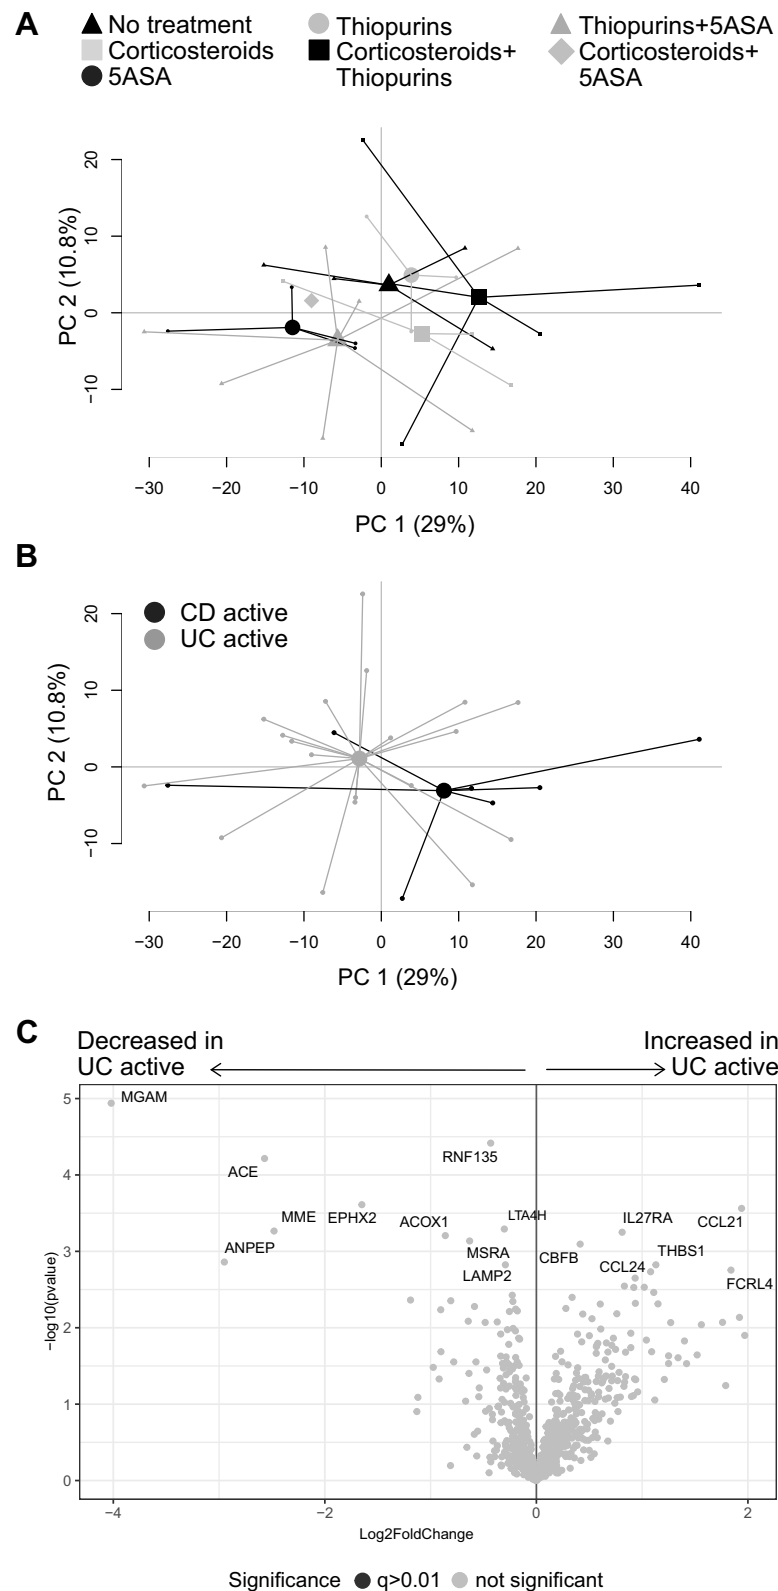 A
No treatment
Thiopurins
Thiopurins+5ASA
Corticosteroids
Corticosteroids+
Thiopurins
Corticosteroids+
5ASA
5ASA
PC 2 (10.8%)
20
10
0
−10
−30 −20 −10 0 10 20 30 40
PC 1 (29%)
B
CD active
UC active
PC 2 (10.8%)
20
10
0
−10
−30 −20 −10 0 10 20 30 40
PC 1 (29%)
C
Decreased in
UC active
Increased in
UC active
−log10(pvalue)
5
4
3
2
1
0
MGAM
RNF135
ACE
MME
EPHX2
ACOX1
LTA4H
IL27RA
CCL21
ANPEP
MSRA
CBFB
THBS1
LAMP2
CCL24
FCRL4
−4 −2 0 2
Log2FoldChange
Significance q>0.01 not significant